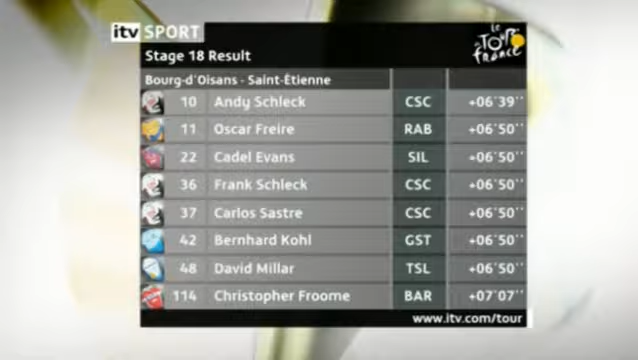 itv SPORT
le TOUR de france
Stage 18 Result
Bourg-d'Oisans - Saint-Étienne
10 Andy Schleck CSC +06'39''
11 Oscar Freire RAB +06'50''
22 Cadel Evans SIL +06'50''
36 Frank Schleck CSC +06'50''
37 Carlos Sastre CSC +06'50''
42 Bernhard Kohl GST +06'50''
48 David Millar TSL +06'50''
114 Christopher Froome BAR +07'07''
www.itv.com/tour